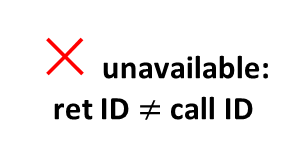 unavailable:
ret ID ≠ call ID